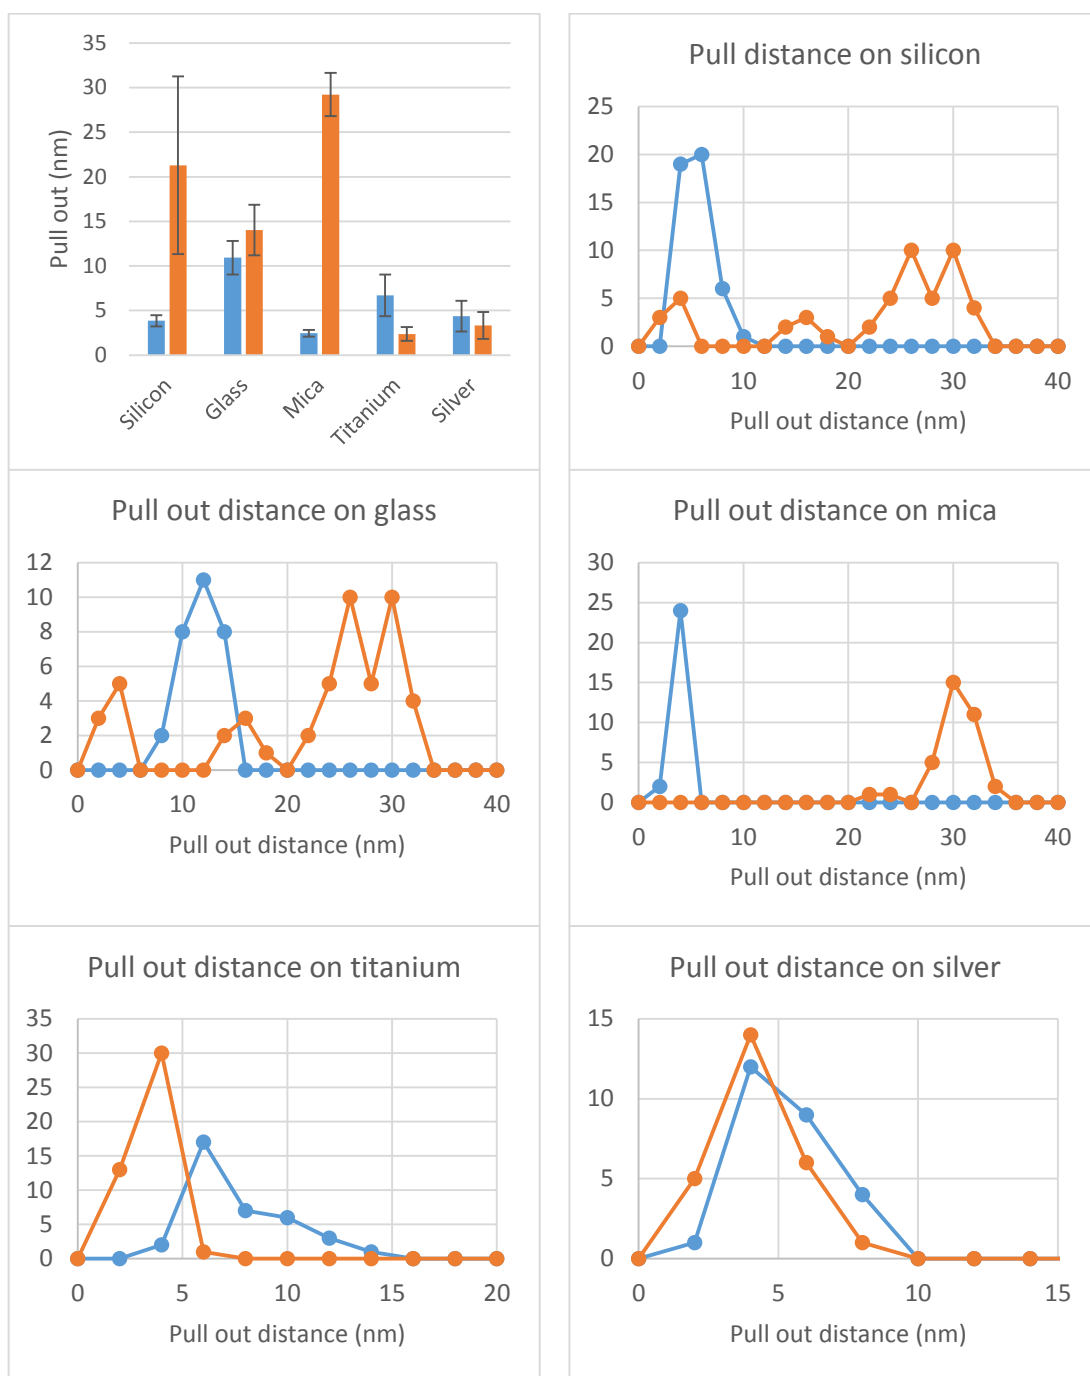 35
30
25
20
15
10
5
0
Pull out (nm)
Silicon
Glass
Mica
Titanium
Silver
Pull distance on silicon
25
20
15
10
5
0
0 10 20 30 40
Pull out distance (nm)
Pull out distance on glass
12
10
8
6
4
2
0
0 10 20 30 40
Pull out distance (nm)
Pull out distance on mica
30
25
20
15
10
5
0
0 10 20 30 40
Pull out distance (nm)
Pull out distance on titanium
35
30
25
20
15
10
5
0
0 5 10 15 20
Pull out distance (nm)
Pull out distance on silver
15
10
5
0
0 5 10 15
Pull out distance (nm)